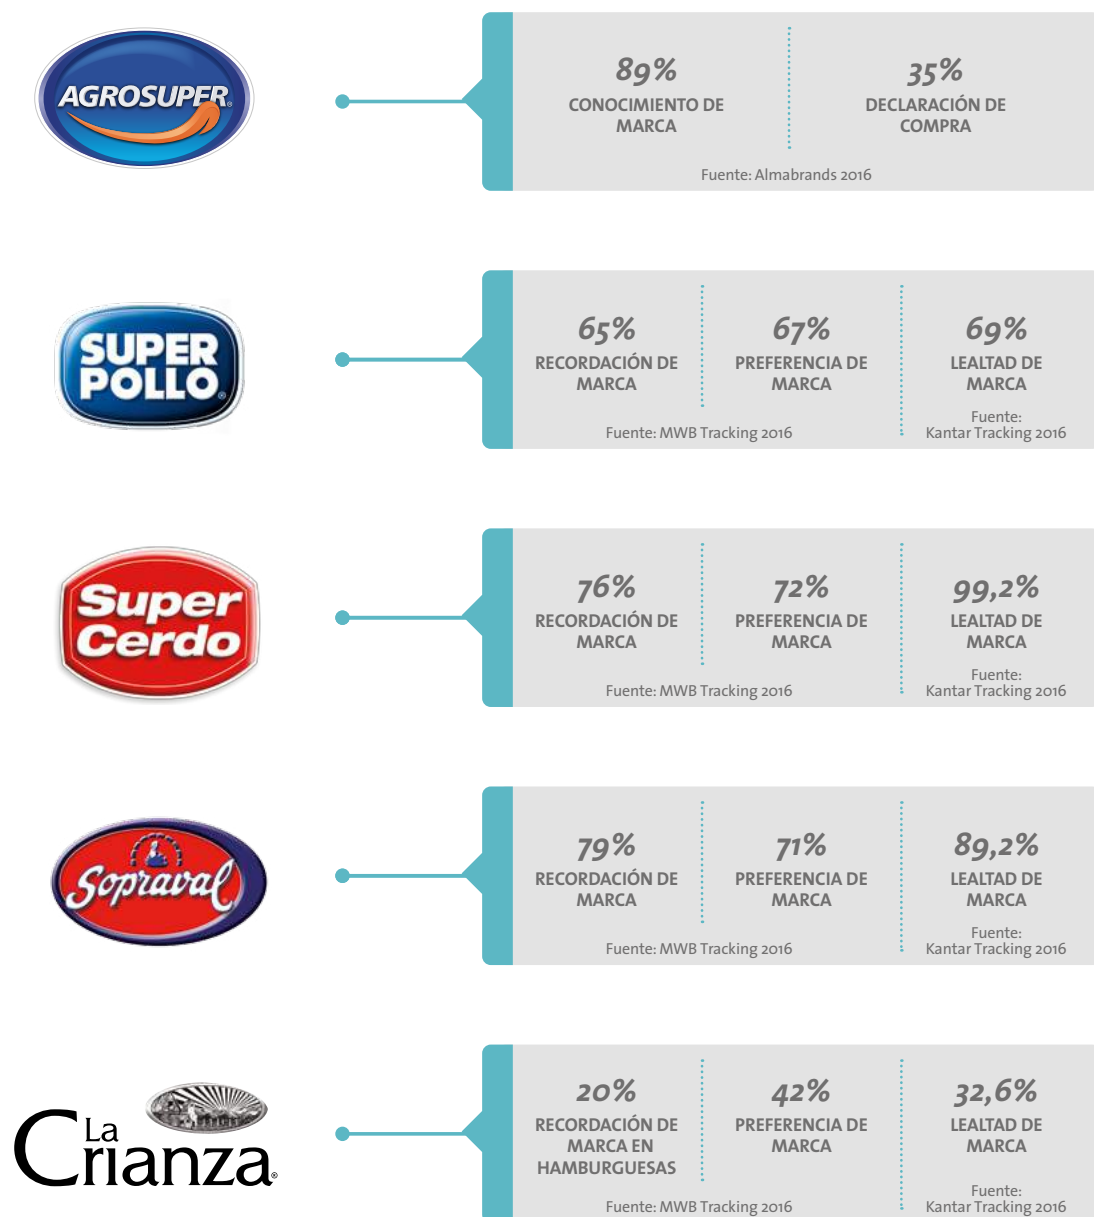 AGROSUPER®
89%
CONOCIMIENTO DE
MARCA
35%
DECLARACIÓN DE
COMPRA
Fuente: Almabrands 2016
SUPER
POLLO®
65%
RECORDACIÓN DE
MARCA
67%
PREFERENCIA DE
MARCA
Fuente: MWB Tracking 2016
69%
LEALTAD DE
MARCA
Fuente:
Kantar Tracking 2016
Super
Cerdo
76%
RECORDACIÓN DE
MARCA
72%
PREFERENCIA DE
MARCA
Fuente: MWB Tracking 2016
99,2%
LEALTAD DE
MARCA
Fuente:
Kantar Tracking 2016
Sopraval
79%
RECORDACIÓN DE
MARCA
71%
PREFERENCIA DE
MARCA
Fuente: MWB Tracking 2016
89,2%
LEALTAD DE
MARCA
Fuente:
Kantar Tracking 2016
La
Crianza®
20%
RECORDACIÓN DE
MARCA EN
HAMBURGUESAS
42%
PREFERENCIA DE
MARCA
Fuente: MWB Tracking 2016
32,6%
LEALTAD DE
MARCA
Fuente:
Kantar Tracking 2016